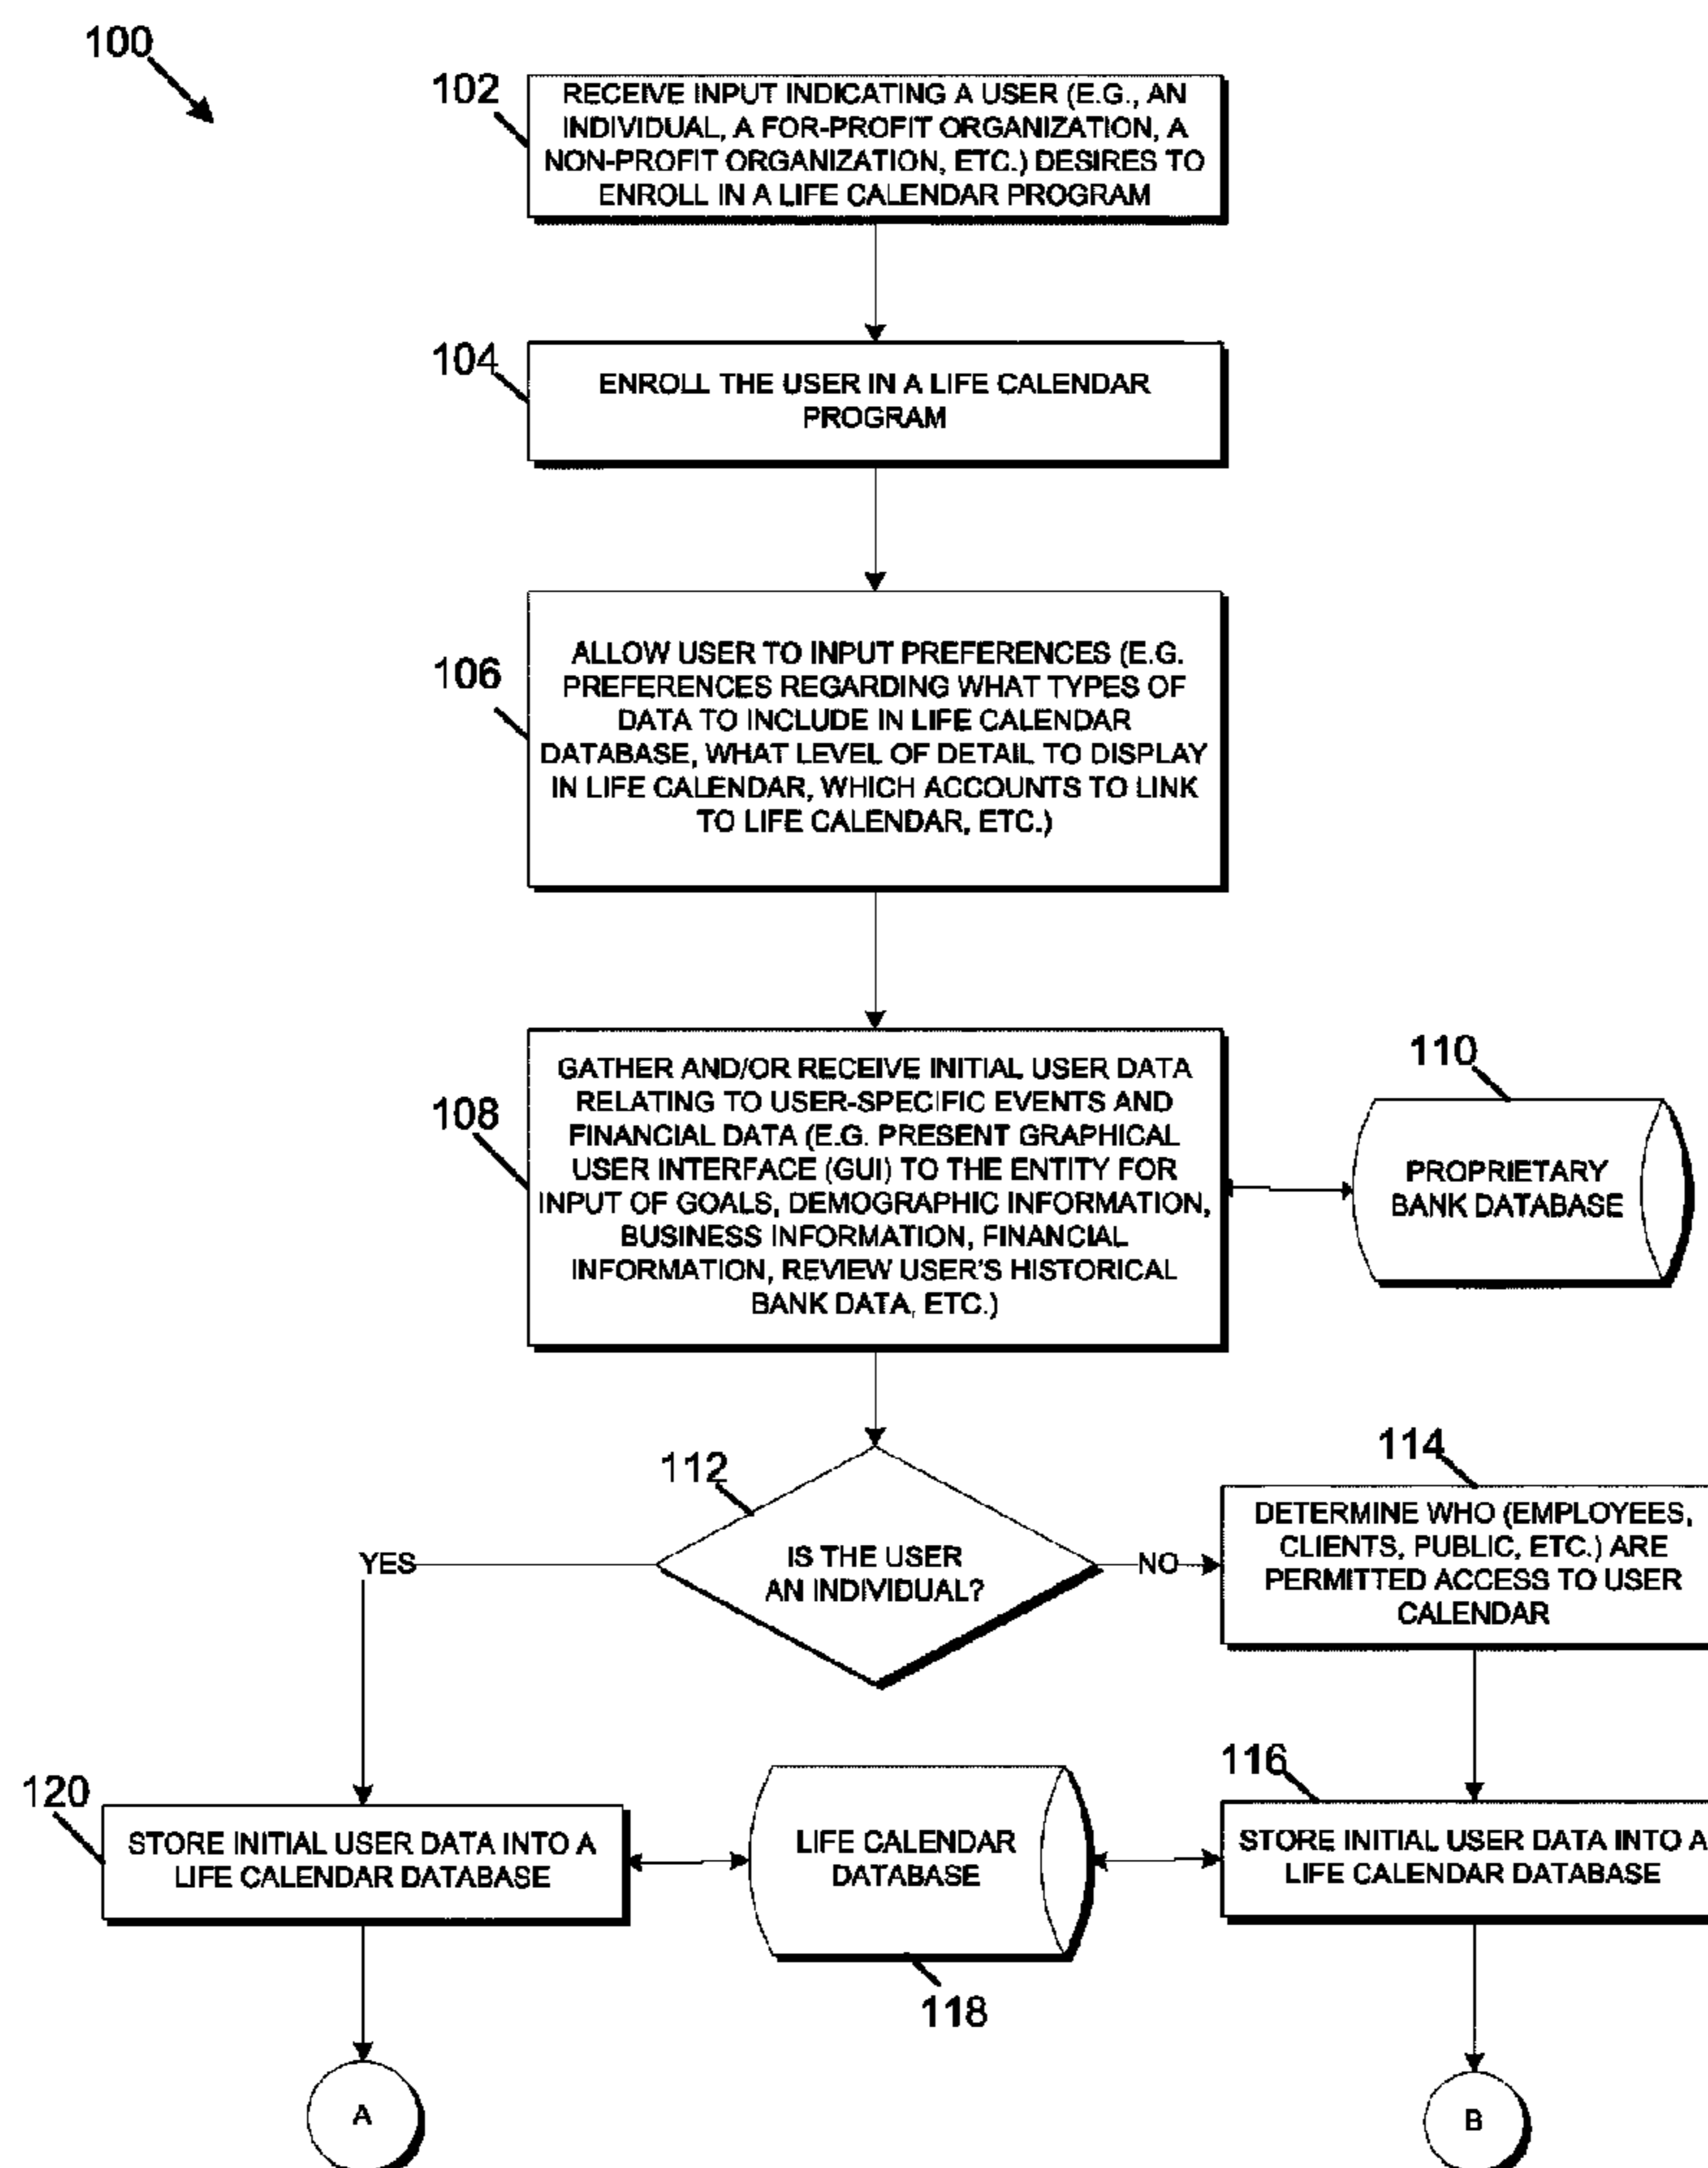 100
102
RECEIVE INPUT INDICATING A USER (E.G., AN
INDIVIDUAL, A FOR-PROFIT ORGANIZATION, A
NON-PROFIT ORGANIZATION, ETC.) DESIRES TO
ENROLL IN A LIFE CALENDAR PROGRAM
104
ENROLL THE USER IN A LIFE CALENDAR
PROGRAM
106
ALLOW USER TO INPUT PREFERENCES (E.G.
PREFERENCES REGARDING WHAT TYPES OF
DATA TO INCLUDE IN LIFE CALENDAR
DATABASE, WHAT LEVEL OF DETAIL TO DISPLAY
IN LIFE CALENDAR, WHICH ACCOUNTS TO LINK
TO LIFE CALENDAR, ETC.)
108
GATHER AND/OR RECEIVE INITIAL USER DATA
RELATING TO USER-SPECIFIC EVENTS AND
FINANCIAL DATA (E.G. PRESENT GRAPHICAL
USER INTERFACE (GUI) TO THE ENTITY FOR
INPUT OF GOALS, DEMOGRAPHIC INFORMATION,
BUSINESS INFORMATION, FINANCIAL
INFORMATION, REVIEW USER'S HISTORICAL
BANK DATA, ETC.)
110
PROPRIETARY
BANK DATABASE
112
IS THE USER
AN INDIVIDUAL?
YES
NO
114
DETERMINE WHO (EMPLOYEES,
CLIENTS, PUBLIC, ETC.) ARE
PERMITTED ACCESS TO USER
CALENDAR
120
STORE INITIAL USER DATA INTO A
LIFE CALENDAR DATABASE
LIFE CALENDAR
DATABASE
118
116
STORE INITIAL USER DATA INTO A
LIFE CALENDAR DATABASE
A
B